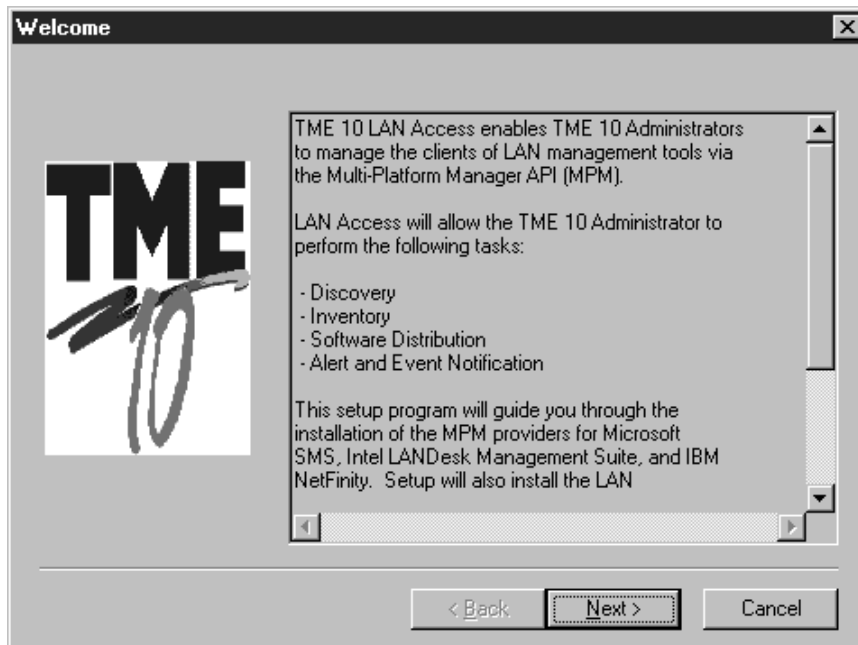 Welcome
TME 10 LAN Access enables TME 10 Administrators
to manage the clients of LAN management tools via
the Multi-Platform Manager API (MPM).
LAN Access will allow the TME 10 Administrator to
perform the following tasks:
- Discovery
- Inventory
- Software Distribution
- Alert and Event Notification
This setup program will guide you through the
installation of the MPM providers for Microsoft
SMS, Intel LANDesk Management Suite, and IBM
NetFinity.  Setup will also install the LAN
TME
10
< Back
Next >
Cancel